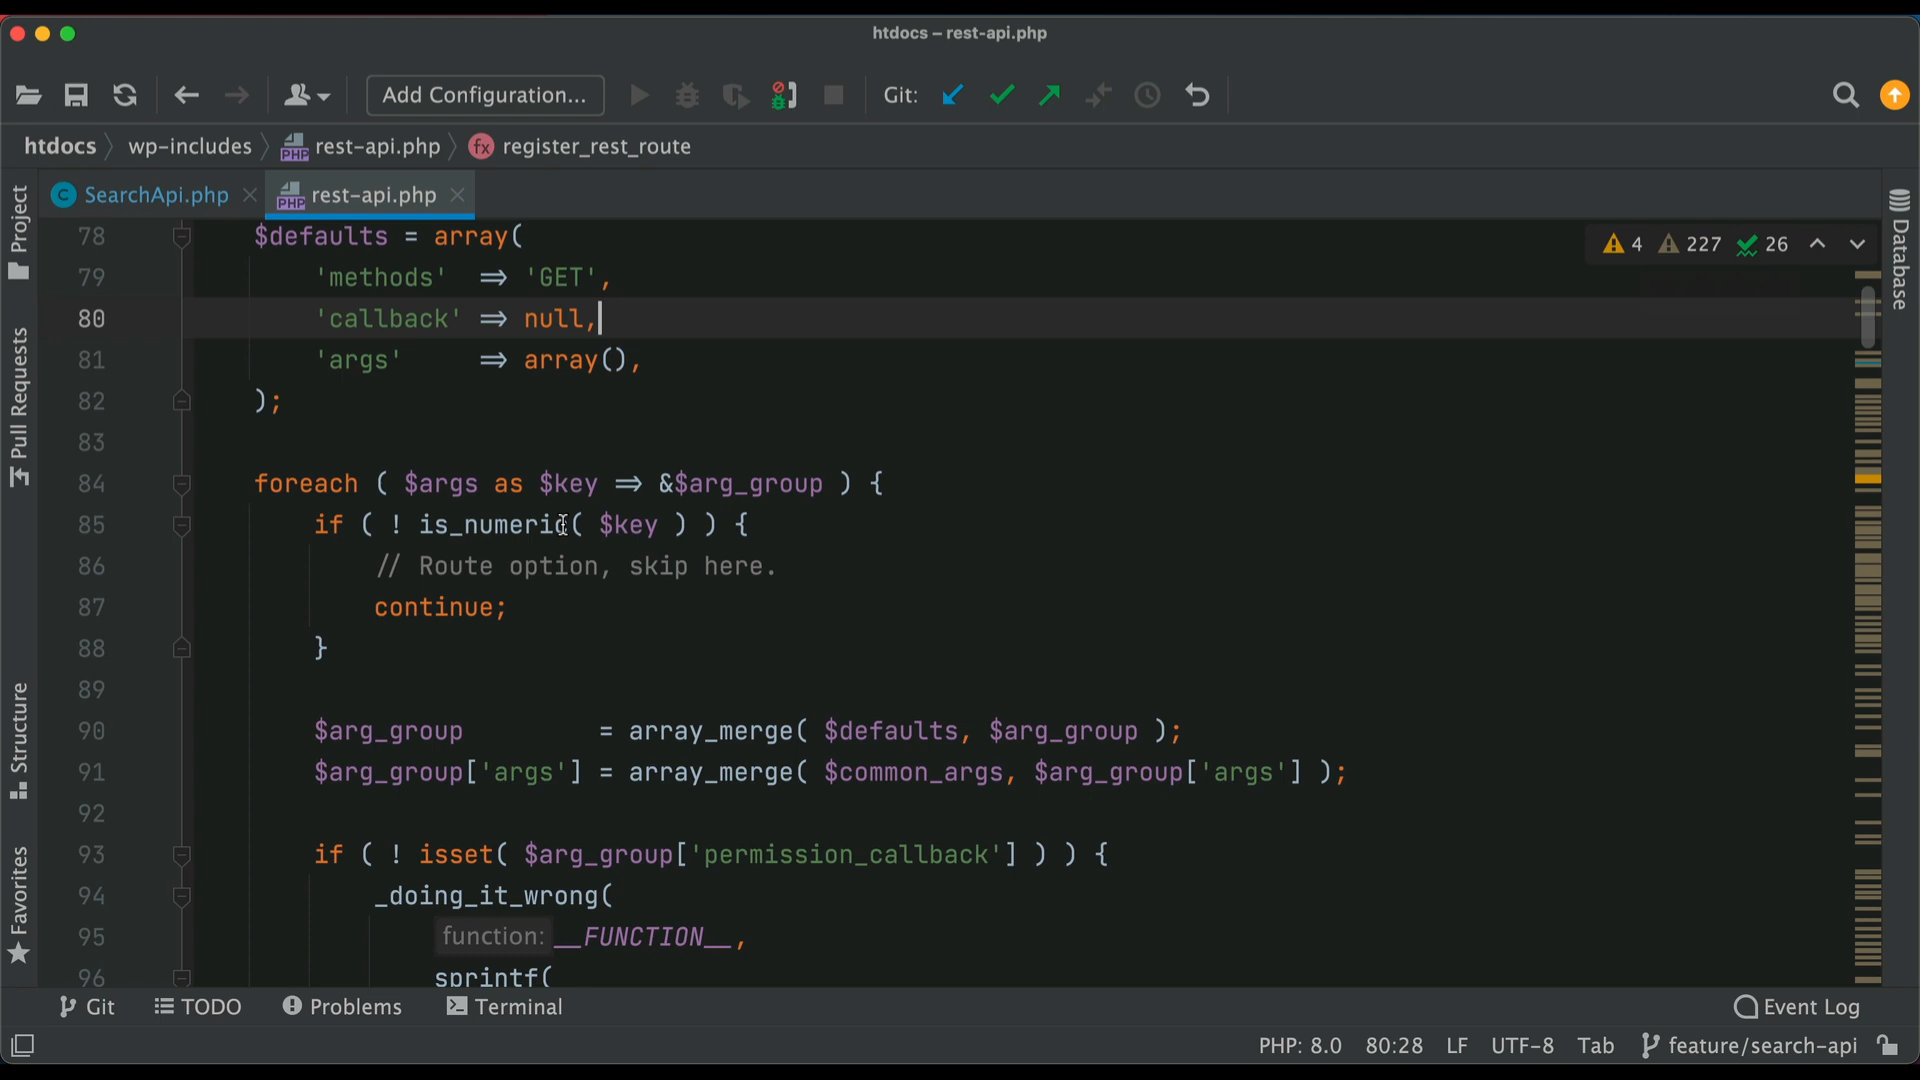 htdocs – rest-api.php
Add Configuration...
Git:
htdocs
wp-includes
PHP rest-api.php
fx register_rest_route
C SearchApi.php
PHP rest-api.php
Project
Pull Requests
Structure
Favorites
Database
4 227 26
78 $defaults = array(
79 'methods' => 'GET',
80 'callback' => null,
81 'args' => array(),
82 );
83
84 foreach ( $args as $key => &$arg_group ) {
85 if ( ! is_numeric( $key ) ) {
86 // Route option, skip here.
87 continue;
88 }
89
90 $arg_group = array_merge( $defaults, $arg_group );
91 $arg_group['args'] = array_merge( $common_args, $arg_group['args'] );
92
93 if ( ! isset( $arg_group['permission_callback'] ) ) {
94 _doing_it_wrong(
95 function: __FUNCTION__,
96 sprintf(
Git
TODO
Problems
Terminal
Event Log
PHP: 8.0 80:28 LF UTF-8 Tab feature/search-api